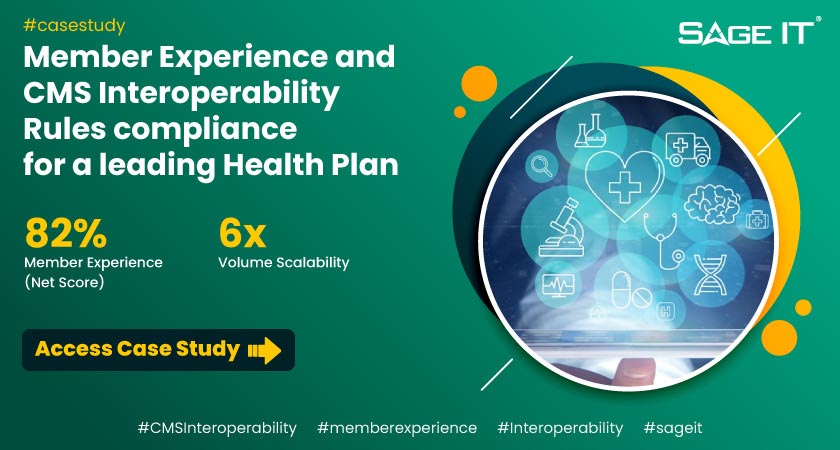 #casestudy
Member Experience and
CMS Interoperability
Rules compliance
for a leading Health Plan
SAGE IT®
82%
Member Experience
(Net Score)
6x
Volume Scalability
Access Case Study
H
#CMSInteroperability #memberexperience #Interoperability #sageit